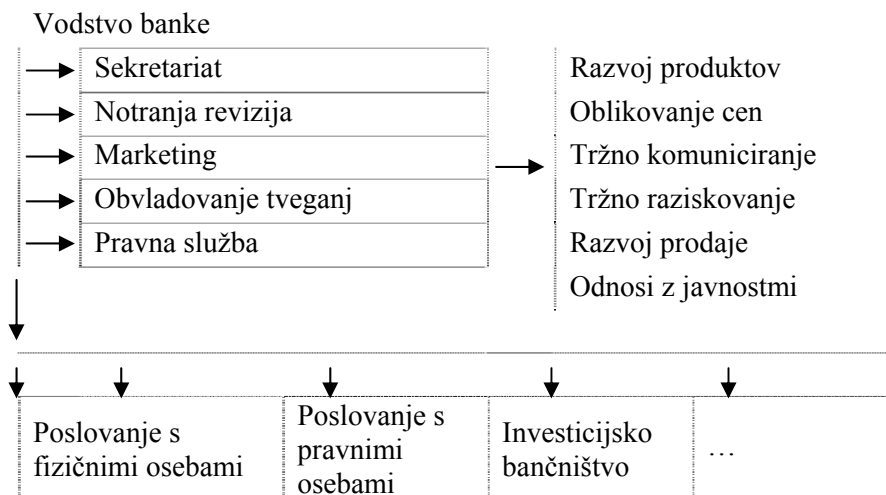 Vodstvo banke
Sekretariat
Notranja revizija
Marketing
Obvladovanje tveganj
Pravna služba
Razvoj produktov
Oblikovanje cen
Tržno komuniciranje
Tržno raziskovanje
Razvoj prodaje
Odnosi z javnostmi
Poslovanje s
fizičnimi osebami
Poslovanje s
pravnimi
osebami
Investicijsko
bančništvo
…